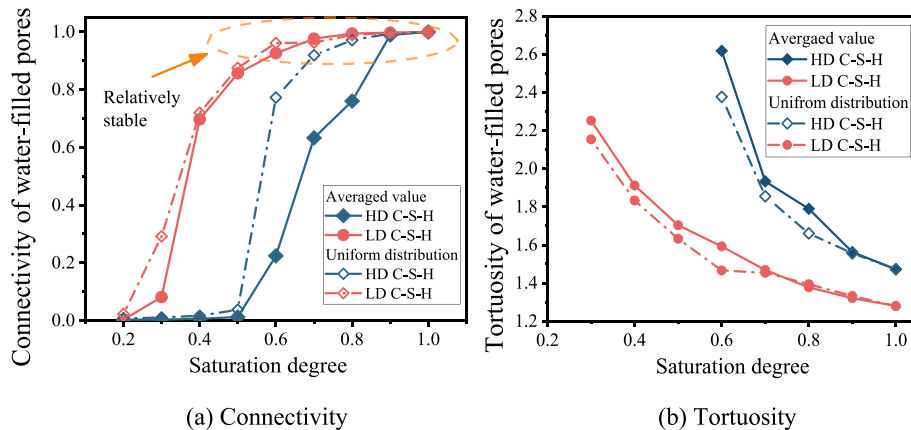 (a)
Connectivity of water-filled pores
1.0
0.8
0.6
0.4
0.2
0.0
Relatively
stable
Averaged value
HD C-S-H
LD C-S-H
Uniform distribution
HD C-S-H
LD C-S-H
0.2 0.4 0.6 0.8 1.0
Saturation degree
(a) Connectivity
(b)
Tortuosity of water-filled pores
2.8
2.6
2.4
2.2
2.0
1.8
1.6
1.4
1.2
Avergaed value
HD C-S-H
LD C-S-H
Unifrom distribution
HD C-S-H
LD C-S-H
0.2 0.4 0.6 0.8 1.0
Saturation degree
(b) Tortuosity